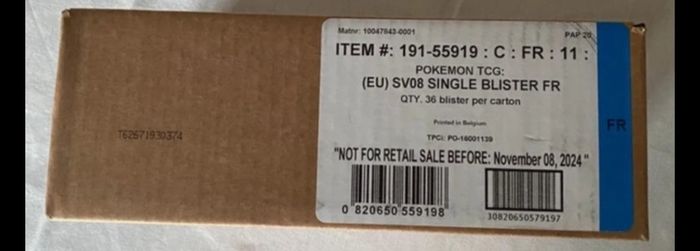 T62671930374
Matnr: 10047843-0001
PAP 20
ITEM #: 191-55919 : C : FR : 11 :
POKEMON TCG:
(EU) SV08 SINGLE BLISTER FR
QTY. 36 blister per carton
FR
Printed in Belgium
TPCi: PO-16001139
"NOT FOR RETAIL SALE BEFORE: November 08, 2024 "
0 820650 559198
30820650579197